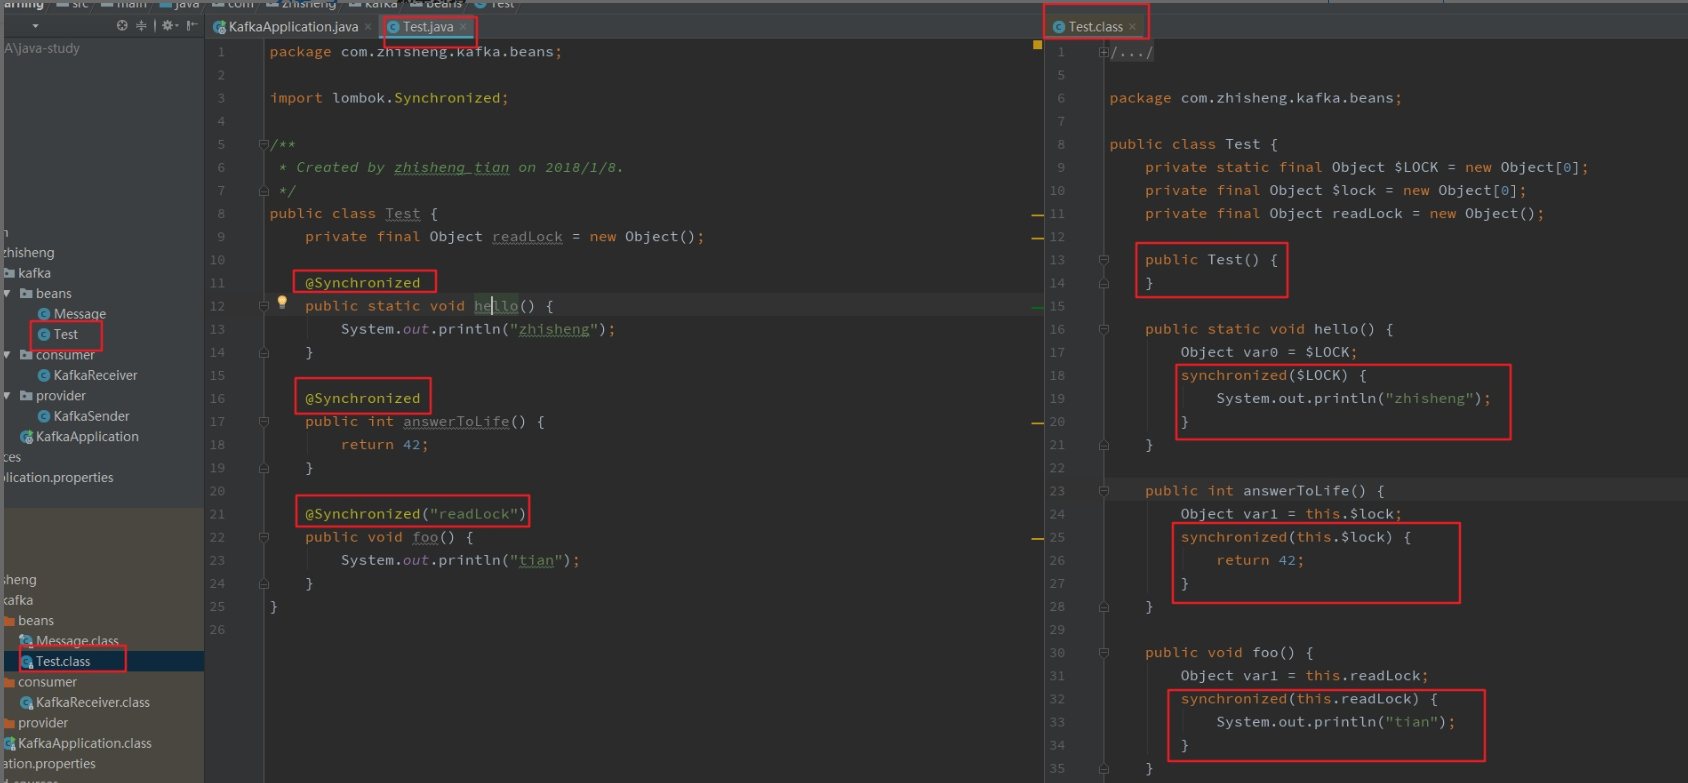 src main java com zhisheng kafka beans Test
A\java-study
zhisheng
kafka
beans
Message
Test
consumer
KafkaReceiver
provider
KafkaSender
KafkaApplication
beans
Message.class
Test.class
consumer
KafkaReceiver.class
provider
KafkaApplication.class
KafkaApplication.java × Test.java ×
1 package com.zhisheng.kafka.beans;
2
3 import lombok.Synchronized;
4
5 /**
6 * Created by zhisheng_tian on 2018/1/8.
7 */
8 public class Test {
9 private final Object readLock = new Object();
10
11 @Synchronized
12 public static void hello() {
13 System.out.println("zhisheng");
14 }
15
16 @Synchronized
17 public int answerToLife() {
18 return 42;
19 }
20
21 @Synchronized("readLock")
22 public void foo() {
23 System.out.println("tian");
24 }
25 }
26
Test.class ×
1 /.../
5
6 package com.zhisheng.kafka.beans;
7
8 public class Test {
9 private static final Object $LOCK = new Object[0];
10 private final Object $lock = new Object[0];
11 private final Object readLock = new Object();
12
13 public Test() {
14 }
15
16 public static void hello() {
17 Object var0 = $LOCK;
18 synchronized($LOCK) {
19 System.out.println("zhisheng");
20 }
21 }
22
23 public int answerToLife() {
24 Object var1 = this.$lock;
25 synchronized(this.$lock) {
26 return 42;
27 }
28 }
29
30 public void foo() {
31 Object var1 = this.readLock;
32 synchronized(this.readLock) {
33 System.out.println("tian");
34 }
35 }